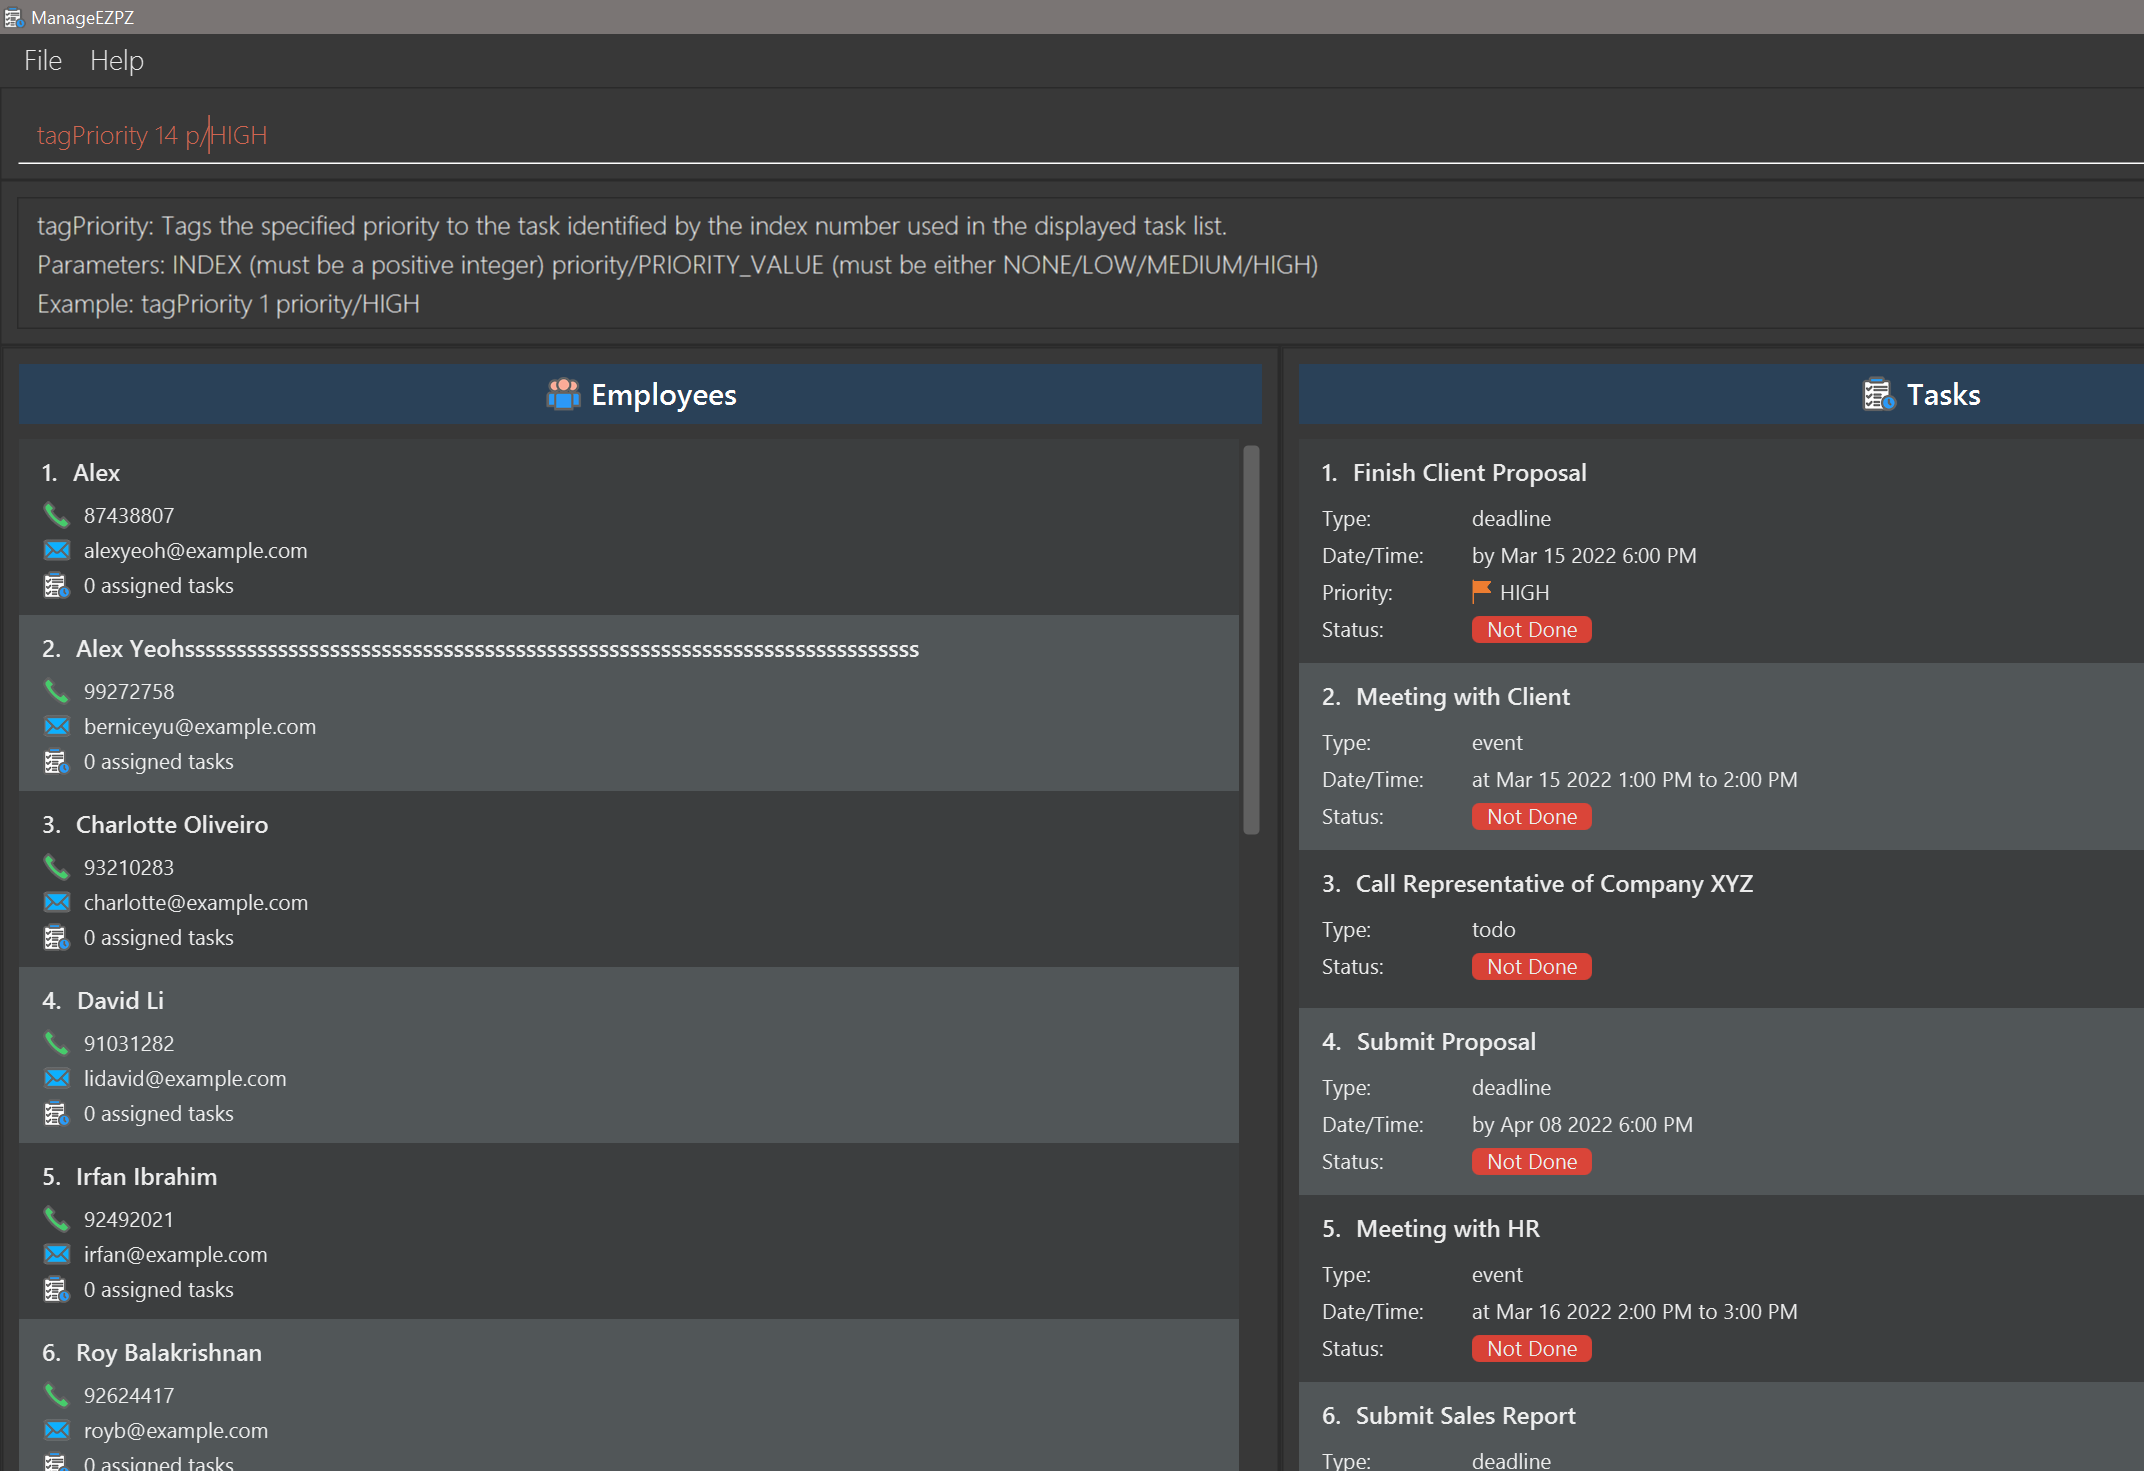 ManageEZPZ
File Help
tagPriority 14 p/HIGH
tagPriority: Tags the specified priority to the task identified by the index number used in the displayed task list.
Parameters: INDEX (must be a positive integer) priority/PRIORITY_VALUE (must be either NONE/LOW/MEDIUM/HIGH)
Example: tagPriority 1 priority/HIGH
Employees
1. Alex
87438807
alexyeoh@example.com
0 assigned tasks
2. Alex Yeohsssssssssssssssssssssssssssssssssssssssssssssssssssssssssssssssssssssss
99272758
berniceyu@example.com
0 assigned tasks
3. Charlotte Oliveiro
93210283
charlotte@example.com
0 assigned tasks
4. David Li
91031282
lidavid@example.com
0 assigned tasks
5. Irfan Ibrahim
92492021
irfan@example.com
0 assigned tasks
6. Roy Balakrishnan
92624417
royb@example.com
0 assigned tasks
Tasks
1. Finish Client Proposal
Type: deadline
Date/Time: by Mar 15 2022 6:00 PM
Priority: HIGH
Status: Not Done
2. Meeting with Client
Type: event
Date/Time: at Mar 15 2022 1:00 PM to 2:00 PM
Status: Not Done
3. Call Representative of Company XYZ
Type: todo
Status: Not Done
4. Submit Proposal
Type: deadline
Date/Time: by Apr 08 2022 6:00 PM
Status: Not Done
5. Meeting with HR
Type: event
Date/Time: at Mar 16 2022 2:00 PM to 3:00 PM
Status: Not Done
6. Submit Sales Report
Type: deadline